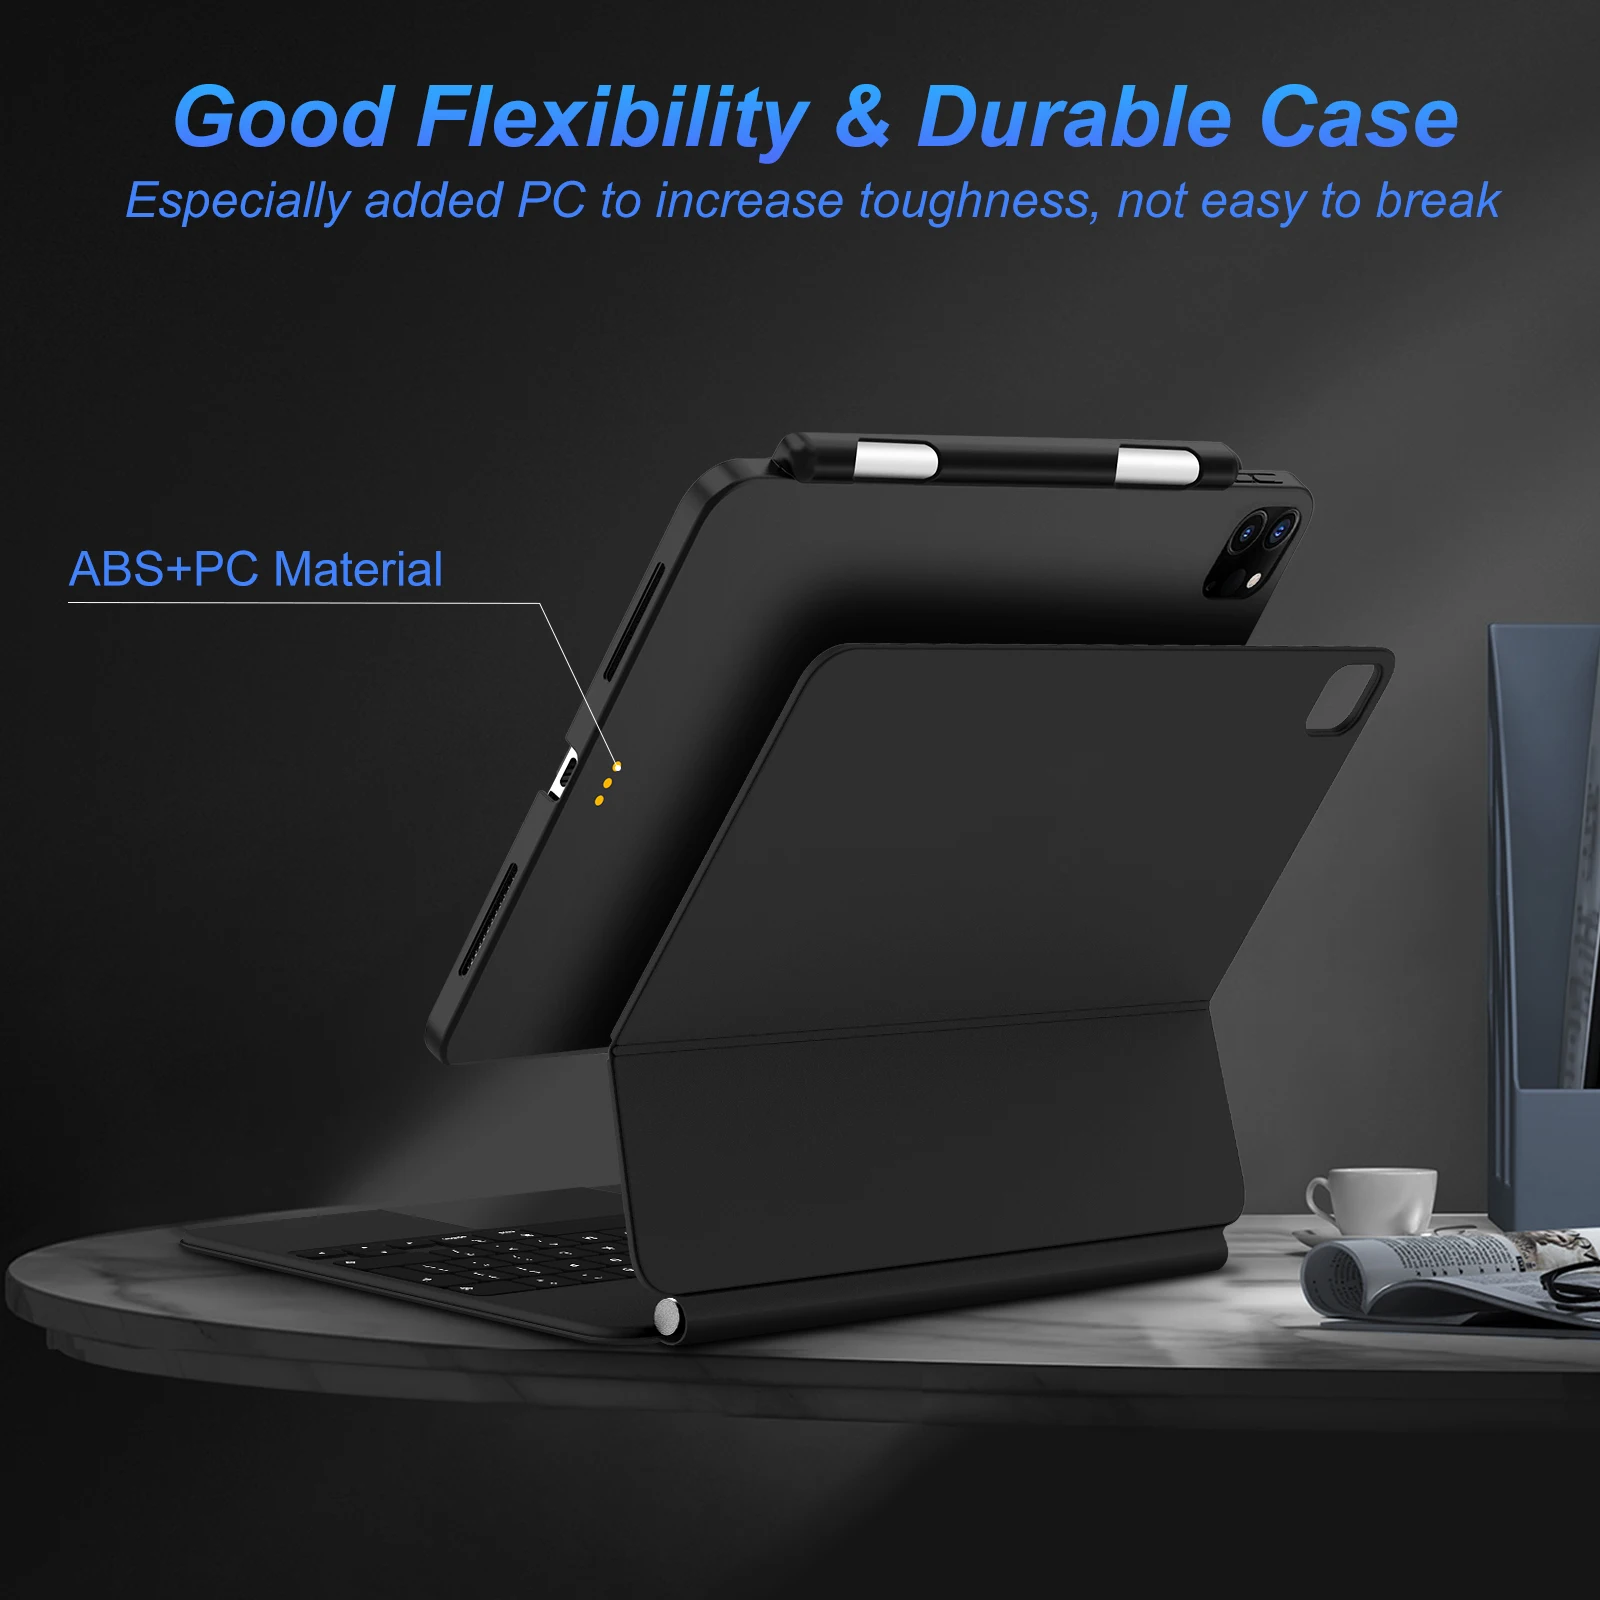 Good Flexibility & Durable Case
Especially added PC to increase toughness, not easy to break
ABS+PC Material